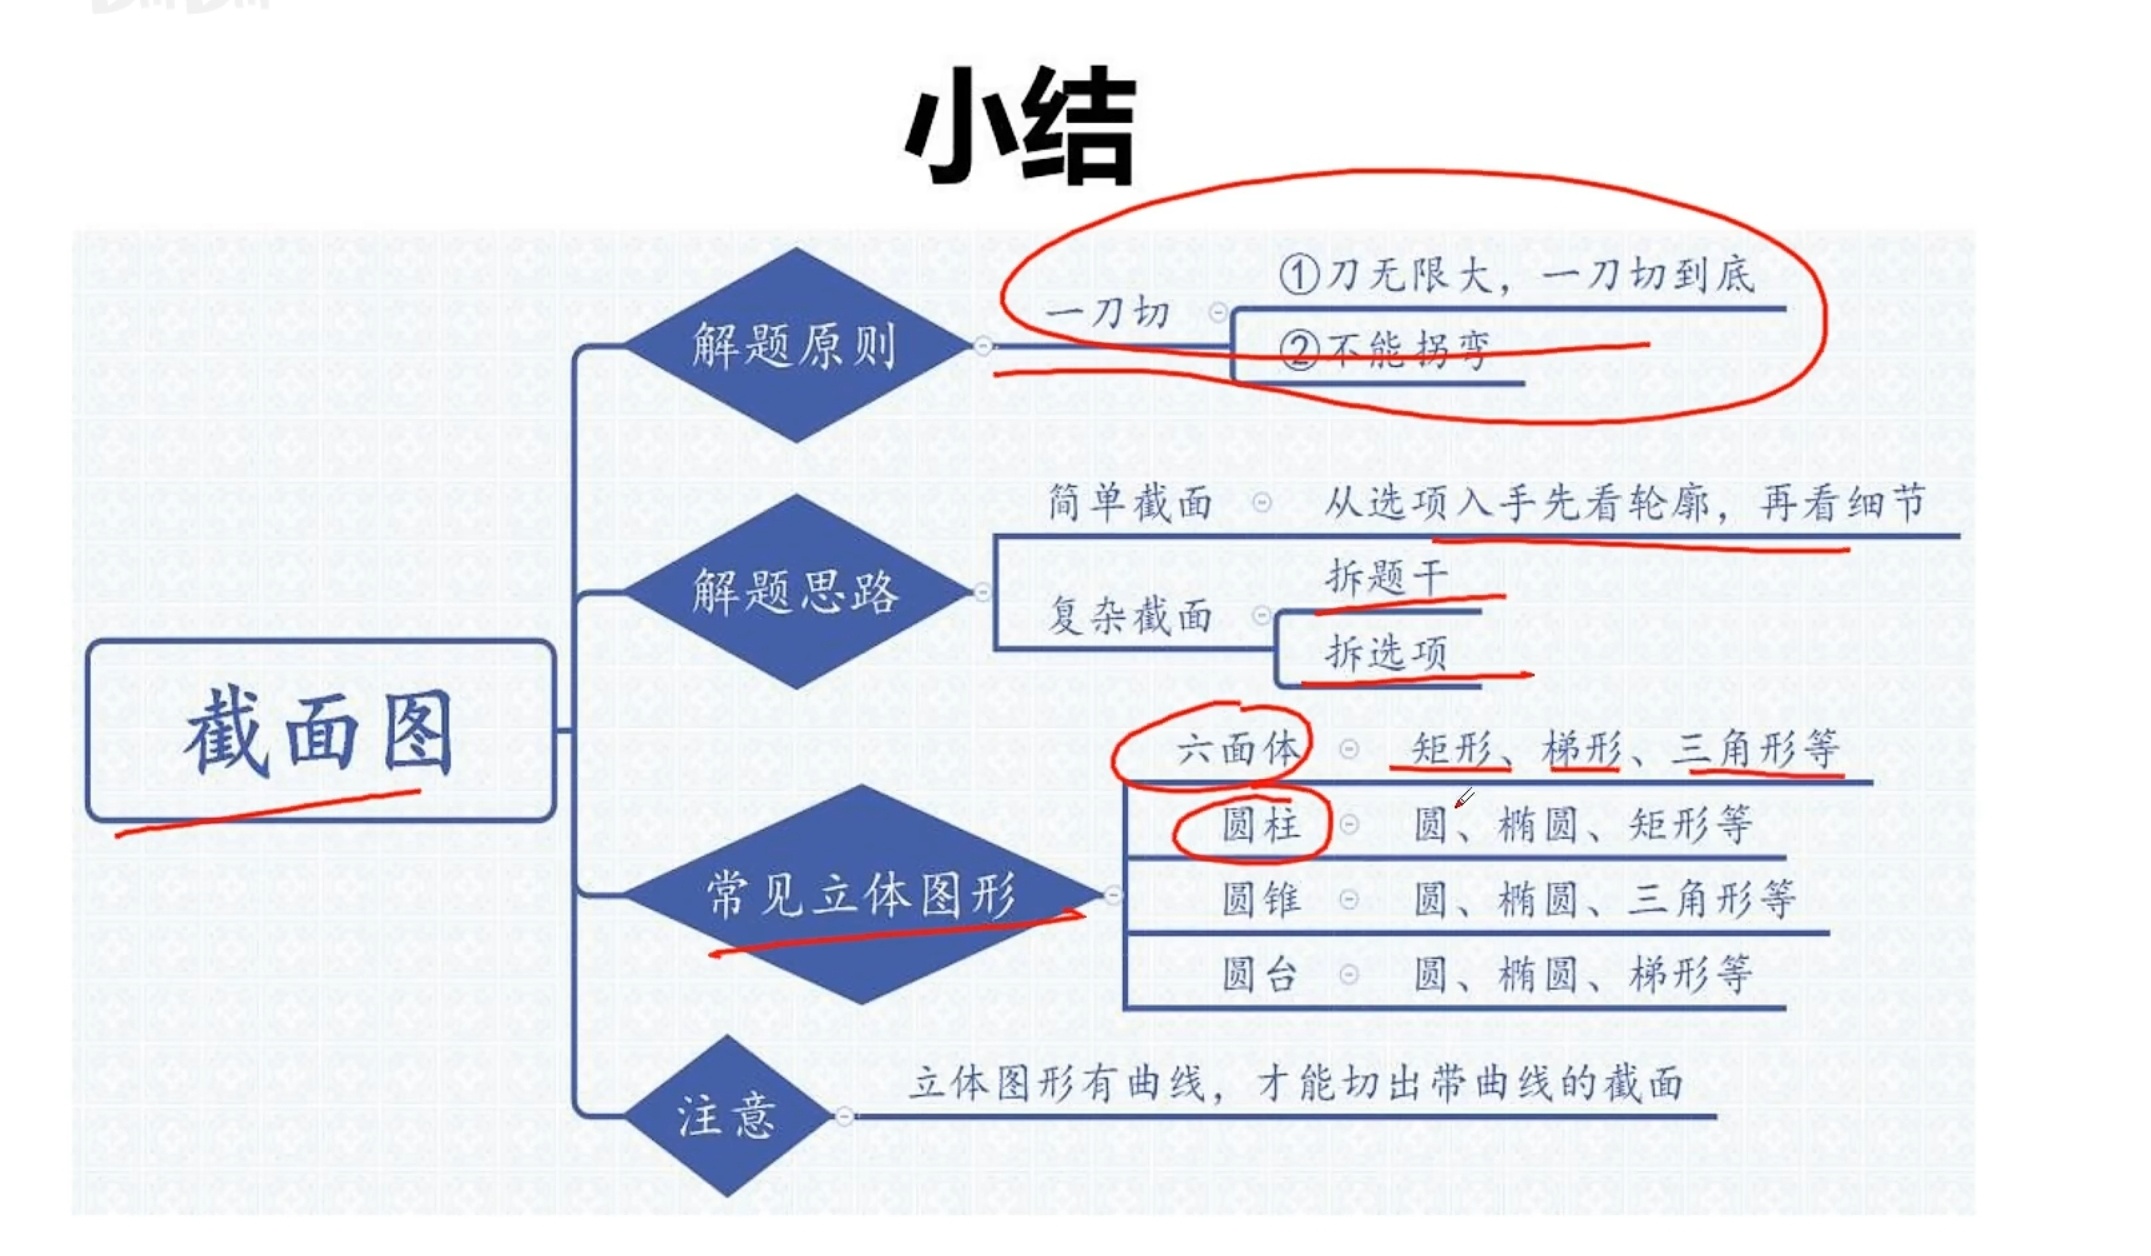 小结
截面图
解题原则
一刀切
①刀无限大，一刀切到底
②不能拐弯
解题思路
简单截面
从选项入手先看轮廓，再看细节
复杂截面
拆题干
拆选项
常见立体图形
六面体
矩形、梯形、三角形等
圆柱
圆、椭圆、矩形等
圆锥
圆、椭圆、三角形等
圆台
圆、椭圆、梯形等
注意
立体图形有曲线，才能切出带曲线的截面